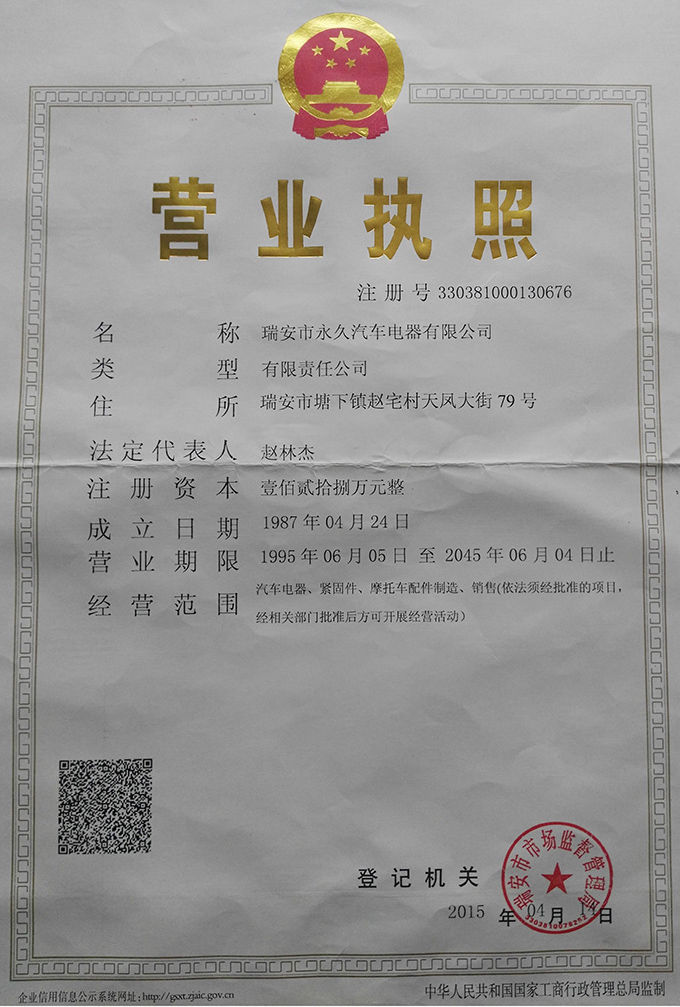 营业执照
注册号 330381000130676
名称 瑞安市永久汽车电器有限公司
类型 有限责任公司
住所 瑞安市塘下镇赵宅村天凤大街79号
法定代表人 赵林杰
注册资本 壹佰贰拾捌万元整
成立日期 1987年04月24日
营业期限 1995年06月05日至2045年06月04日止
经营范围 汽车电器、紧固件、摩托车配件制造、销售(依法须经批准的项目,
经相关部门批准后方可开展经营活动)
瑞安市市场监督管理局
登记机关
2015年04月14日
企业信用信息公示系统网址: http://gsxt.zjaic.gov.cn
中华人民共和国国家工商行政管理总局监制